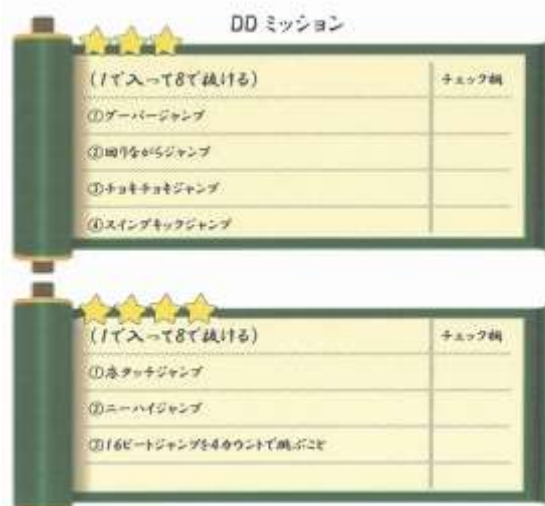 DD ミッション
(1で入って8で抜ける) チェック欄
①グーパージャンプ
②回りながらジャンプ
③チョキチョキジャンプ
④スイングキックジャンプ
(1で入って8で抜ける) チェック欄
①床タッチジャンプ
②ニーハイジャンプ
③16ビートジャンプを4カウントで跳ぶこと